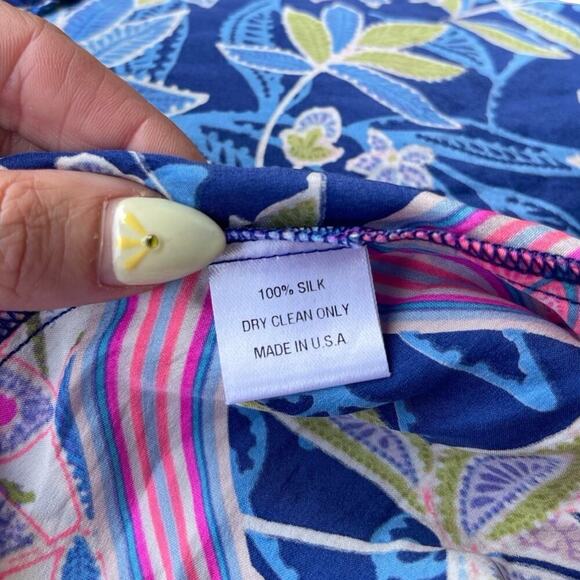 100% SILK
DRY CLEAN ONLY
MADE IN U.S.A